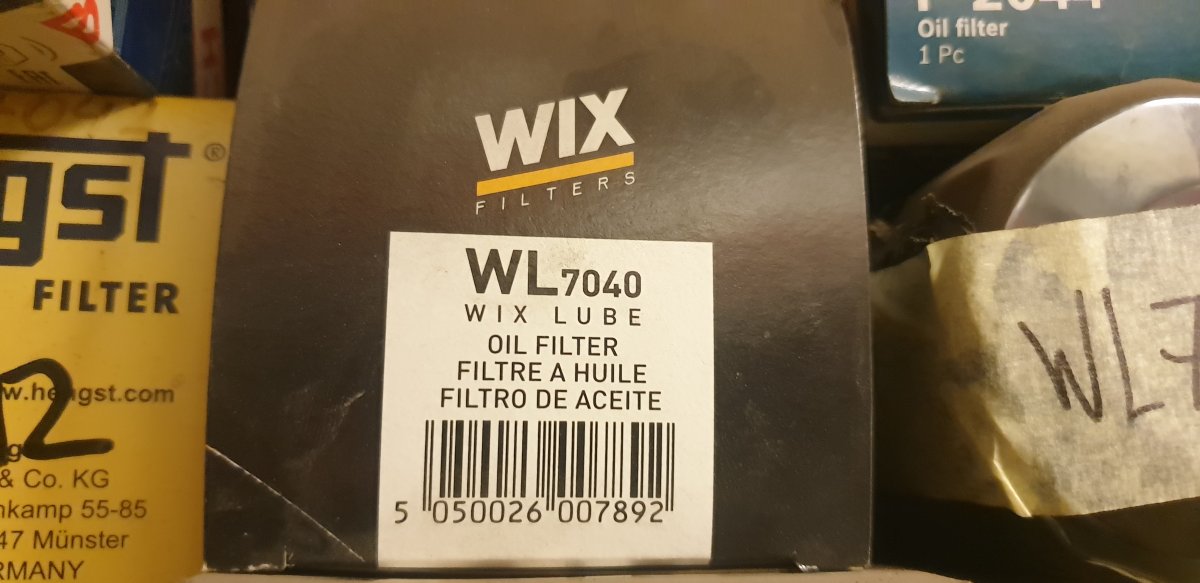 WIX
FILTERS
WL7040
WIX LUBE
OIL FILTER
FILTRE A HUILE
FILTRO DE ACEITE
5 050026 007892
gst®
FILTER
w.hengst.com
& Co. KG
nkamp 55-85
47 Münster
RMANY
Oil filter
1 Pc
WL7